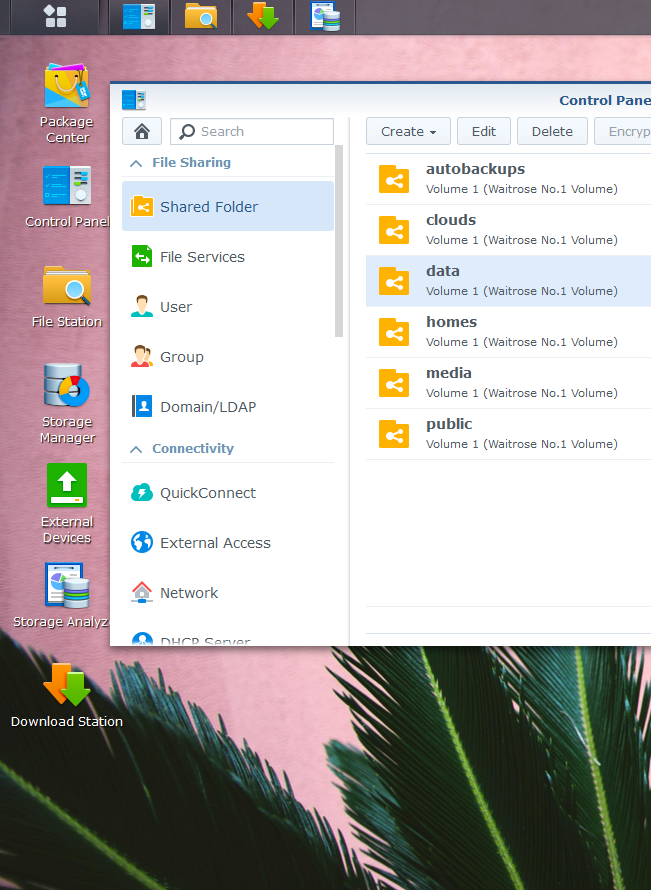 Package
Center
Control Panel
File Station
Storage
Manager
External
Devices
Storage Analyz
Download Station
Control Pane
Search
File Sharing
Shared Folder
File Services
User
Group
Domain/LDAP
Connectivity
QuickConnect
External Access
Network
DHCP Server
Create
Edit
Delete
Encryp
autobackups
Volume 1 (Waitrose No.1 Volume)
clouds
Volume 1 (Waitrose No.1 Volume)
data
Volume 1 (Waitrose No.1 Volume)
homes
Volume 1 (Waitrose No.1 Volume)
media
Volume 1 (Waitrose No.1 Volume)
public
Volume 1 (Waitrose No.1 Volume)